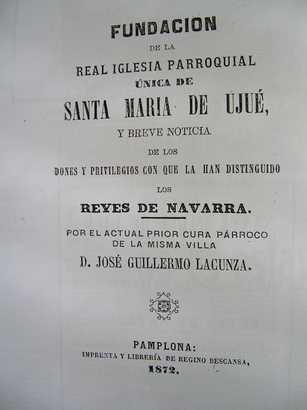 FUNDACION
DE LA
REAL IGLESIA PARROQUIAL
ÚNICA DE
SANTA MARIA DE UJUÉ,
Y BREVE NOTICIA
DE LOS
DONES Y PRIVILEGIOS CON QUE LA HAN DISTINGUIDO
LOS
REYES DE NAVARRA.
POR EL ACTUAL PRIOR CURA PÁRROCO
DE LA MISMA VILLA
D. JOSÉ GUILLERMO LACUNZA.
PAMPLONA:
IMPRENTA Y LIBRERÍA DE REGINO BESCANSA,
1872.